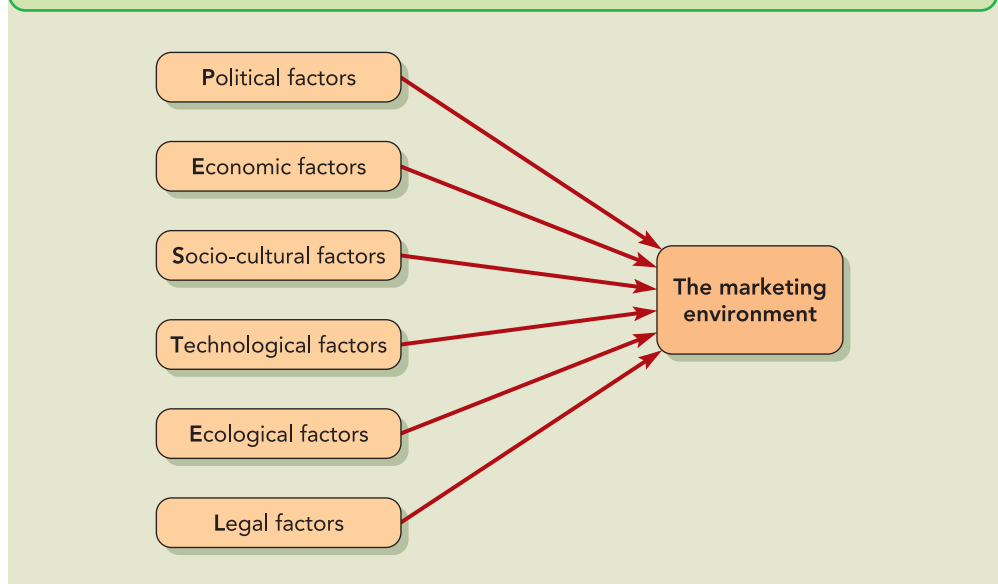 Political factors
Economic factors
Socio-cultural factors
Technological factors
Ecological factors
Legal factors
The marketing
environment